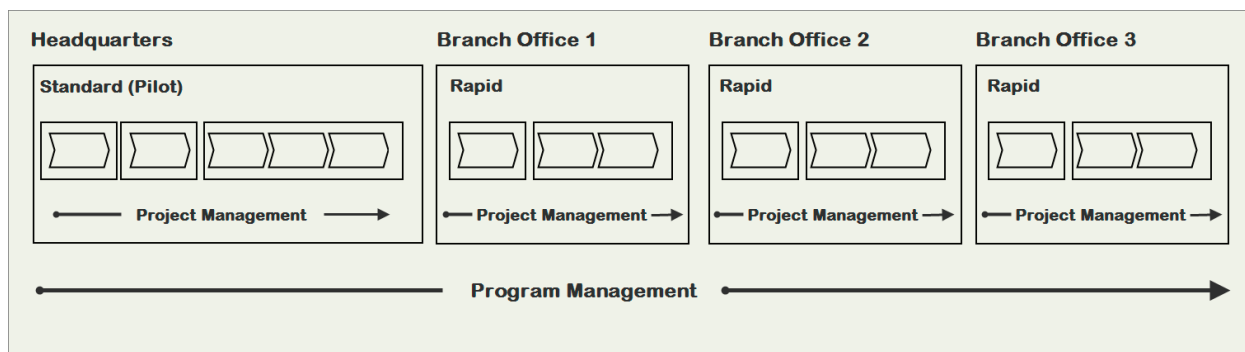 Headquarters
Branch Office 1
Branch Office 2
Branch Office 3
Standard (Pilot)
Rapid
Rapid
Rapid
Project Management
Project Management
Project Management
Project Management
Program Management